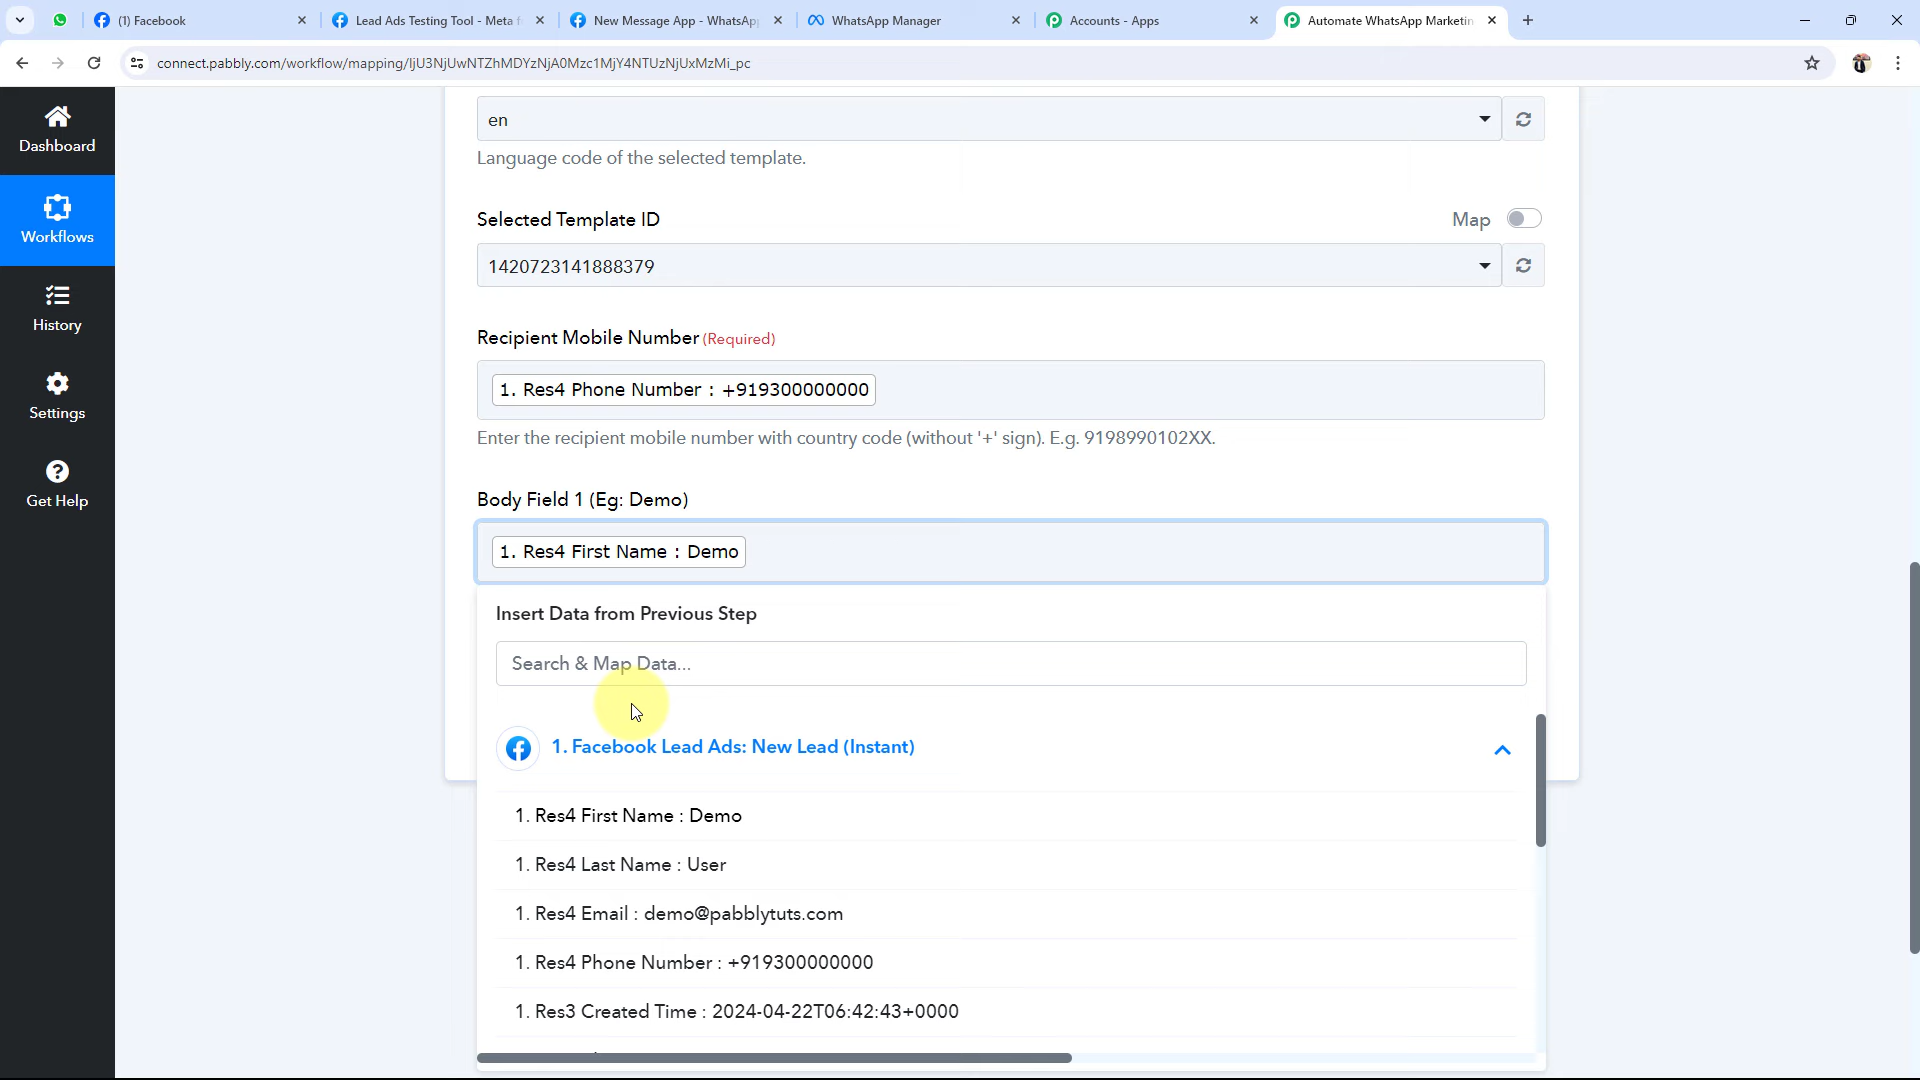 (1) Facebook
Lead Ads Testing Tool - Meta f
New Message App - WhatsApp
WhatsApp Manager
Accounts - Apps
Automate WhatsApp Marketin
connect.pabbly.com/workflow/mapping/IjU3NjUwNTZhMDYzNjA0Mzc1MjY4NTUzNjUxMzMi_pc
Dashboard
Workflows
History
Settings
Get Help
en
Language code of the selected template.
Selected Template ID
Map
1420723141888379
Recipient Mobile Number (Required)
1. Res4 Phone Number : +919300000000
Enter the recipient mobile number with country code (without '+' sign). E.g. 9198990102XX.
Body Field 1 (Eg: Demo)
1. Res4 First Name : Demo
Insert Data from Previous Step
Search & Map Data...
1. Facebook Lead Ads: New Lead (Instant)
1. Res4 First Name : Demo
1. Res4 Last Name : User
1. Res4 Email : demo@pabblytuts.com
1. Res4 Phone Number : +919300000000
1. Res3 Created Time : 2024-04-22T06:42:43+0000